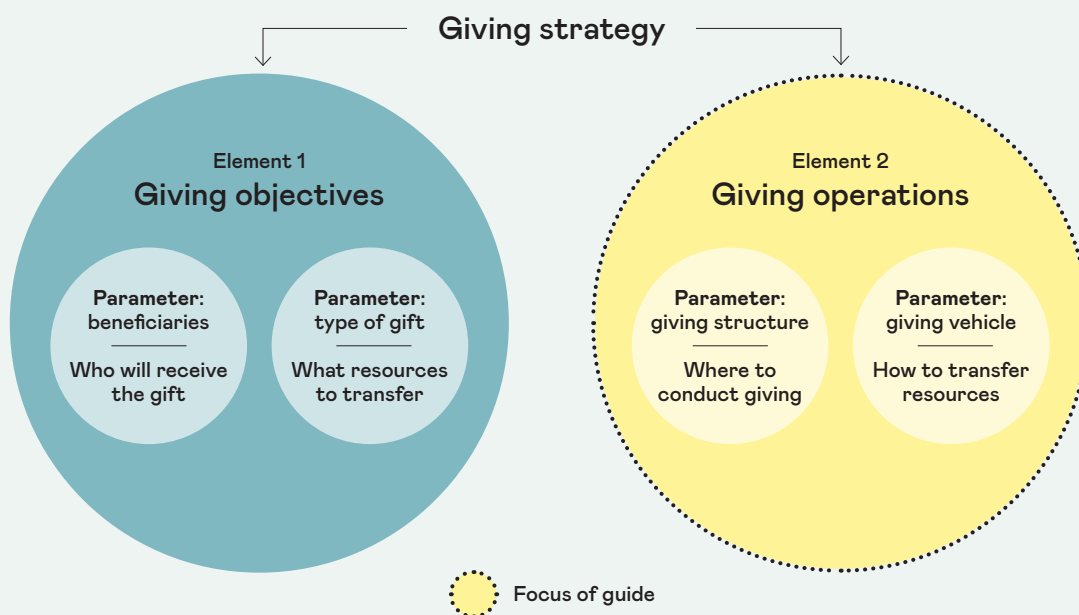 Giving strategy
Element 1
Giving objectives
Parameter:
beneficiaries
Who will receive
the gift
Parameter:
type of gift
What resources
to transfer
Element 2
Giving operations
Parameter:
giving structure
Where to
conduct giving
Parameter:
giving vehicle
How to transfer
resources
Focus of guide